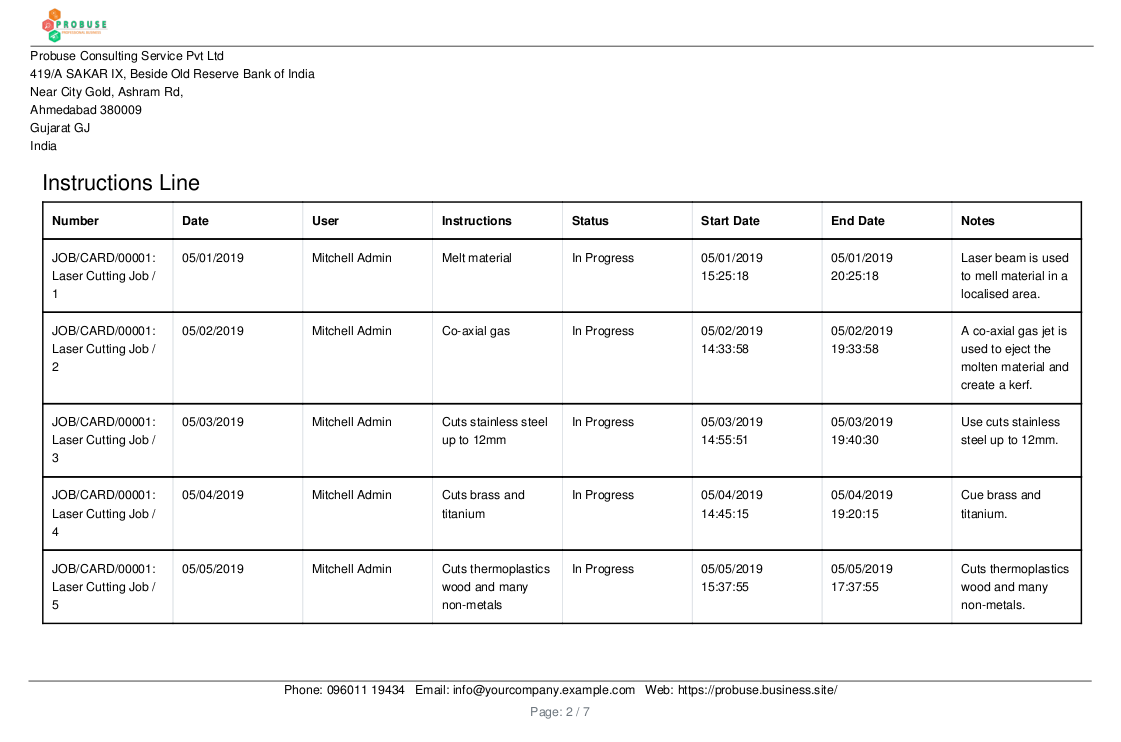 PROBUSE
Probuse Consulting Service Pvt Ltd
419/A SAKAR IX, Beside Old Reserve Bank of India
Near City Gold, Ashram Rd,
Ahmedabad 380009
Gujarat GJ
India
Instructions Line
Number Date User Instructions Status Start Date End Date Notes
JOB/CARD/00001: 05/01/2019 Mitchell Admin Melt material In Progress 05/01/2019 05/01/2019 Laser beam is used
Laser Cutting Job / 15:25:18 20:25:18 to mell material in a
1 localised area.
JOB/CARD/00001: 05/02/2019 Mitchell Admin Co-axial gas In Progress 05/02/2019 05/02/2019 A co-axial gas jet is
Laser Cutting Job / 14:33:58 19:33:58 used to eject the
2 molten material and
create a kerf.
JOB/CARD/00001: 05/03/2019 Mitchell Admin Cuts stainless steel In Progress 05/03/2019 05/03/2019 Use cuts stainless
Laser Cutting Job / up to 12mm 14:55:51 19:40:30 steel up to 12mm.
3
JOB/CARD/00001: 05/04/2019 Mitchell Admin Cuts brass and In Progress 05/04/2019 05/04/2019 Cue brass and
Laser Cutting Job / titanium 14:45:15 19:20:15 titanium.
4
JOB/CARD/00001: 05/05/2019 Mitchell Admin Cuts thermoplastics In Progress 05/05/2019 05/05/2019 Cuts thermoplastics
Laser Cutting Job / wood and many 15:37:55 17:37:55 wood and many
5 non-metals non-metals.
Phone: 096011 19434 Email: info@yourcompany.example.com Web: https://probuse.business.site/
Page: 2 / 7